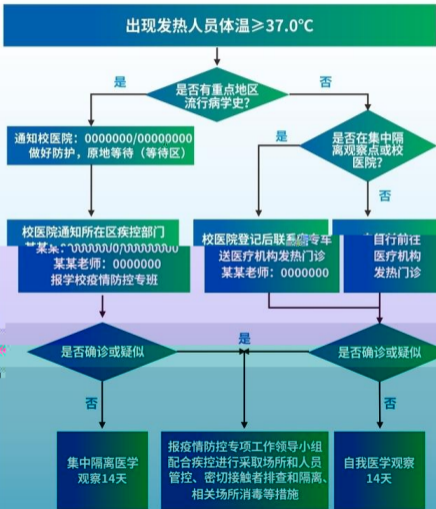 出现发热人员体温≥37.0℃
是
是否有重点地区
流行病学史?
否
通知校医院:0000000/00000000
做好防护,原地等待(等待区)
是
是否在集中隔
离观察点或校
医院?
否
校医院通知所在区疾控部门
某某某:00000000/00000000
某某老师:0000000
报学校疫情防控专班
校医院登记后联系专车
送医疗机构发热门诊
某某老师:0000000
自行前往
医疗机构
发热门诊
是否确诊或疑似
是
是否确诊或疑似
否
否
集中隔离医学
观察14天
报疫情防控专项工作领导小组
配合疾控进行采取场所和人员
管控、密切接触者排查和隔离、
相关场所消毒等措施
自我医学观察
14天